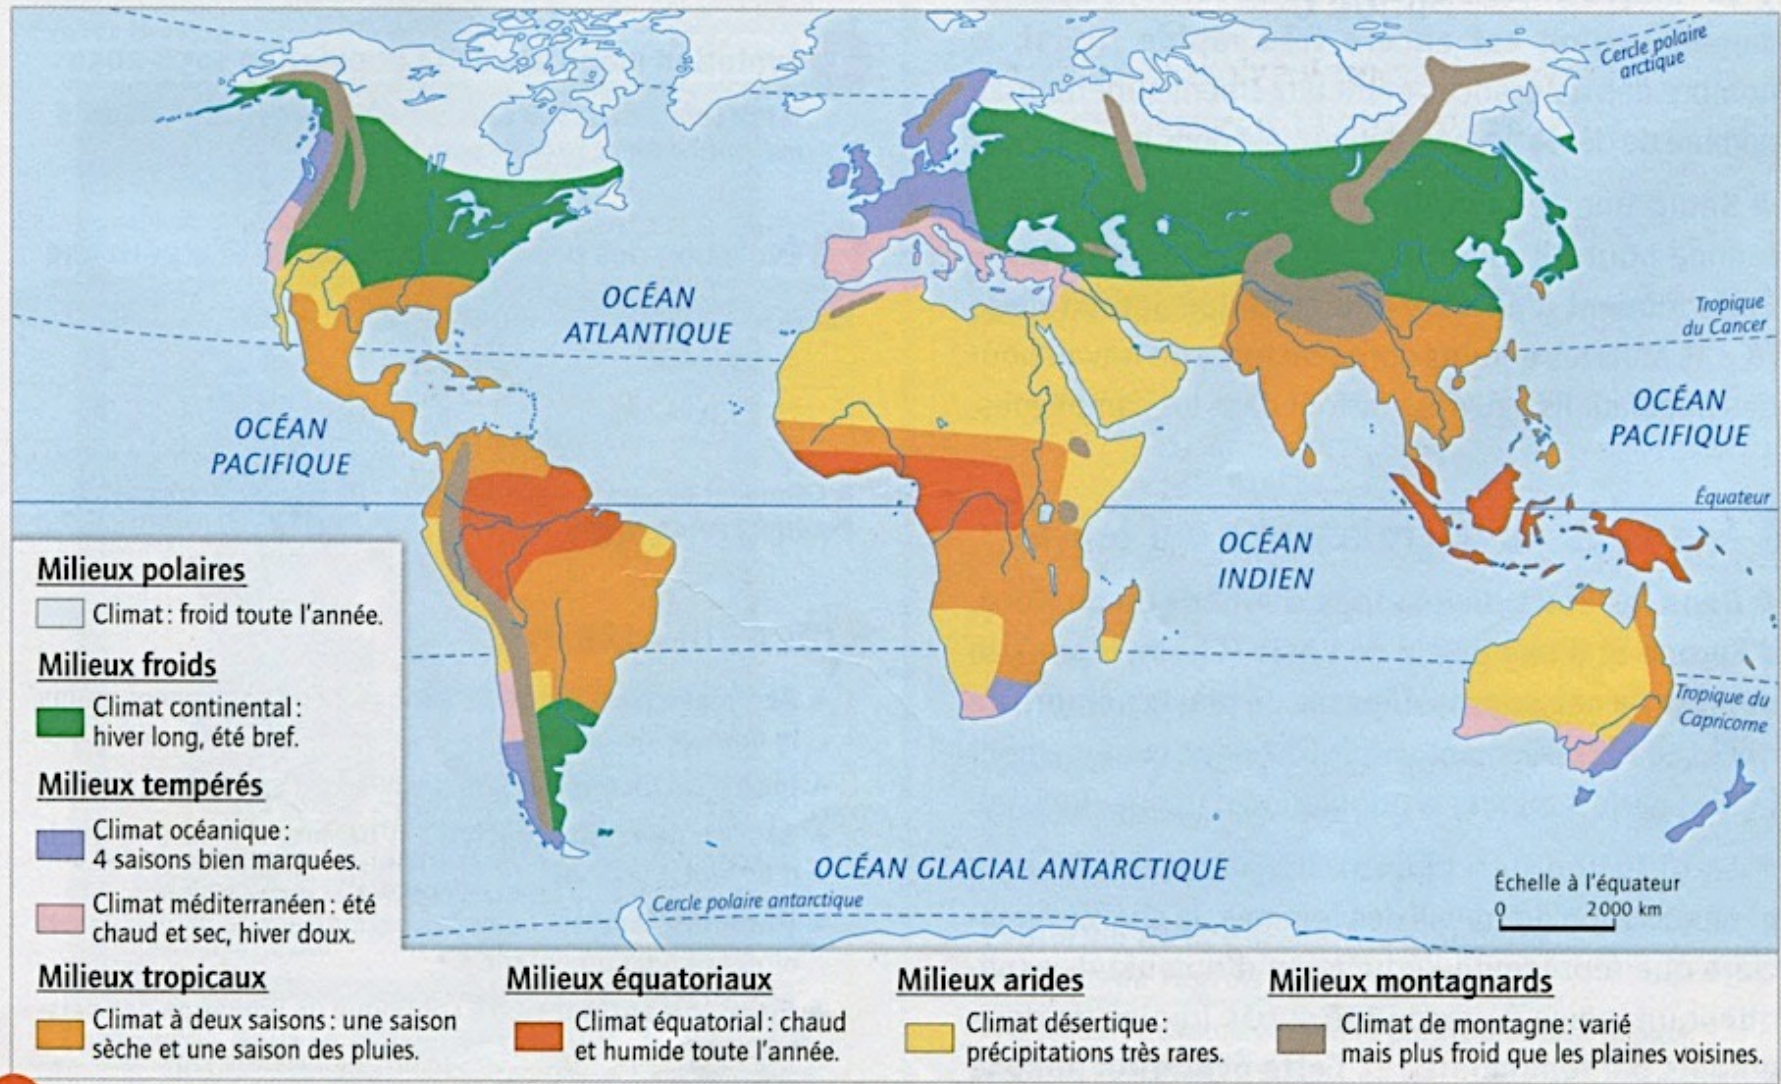 Cercle polaire
arctique
OCÉAN
ATLANTIQUE
Tropique
du Cancer
OCÉAN
PACIFIQUE
OCÉAN
PACIFIQUE
Équateur
OCÉAN
INDIEN
Tropique du
Capricorne
OCÉAN GLACIAL ANTARCTIQUE
Cercle polaire antarctique
Échelle à l'équateur
0 2000 km
Milieux polaires
Climat : froid toute l'année.
Milieux froids
Climat continental :
hiver long, été bref.
Milieux tempérés
Climat océanique :
4 saisons bien marquées.
Climat méditerranéen : été
chaud et sec, hiver doux.
Milieux tropicaux
Climat à deux saisons : une saison
sèche et une saison des pluies.
Milieux équatoriaux
Climat équatorial : chaud
et humide toute l'année.
Milieux arides
Climat désertique :
précipitations très rares.
Milieux montagnards
Climat de montagne : varié
mais plus froid que les plaines voisines.